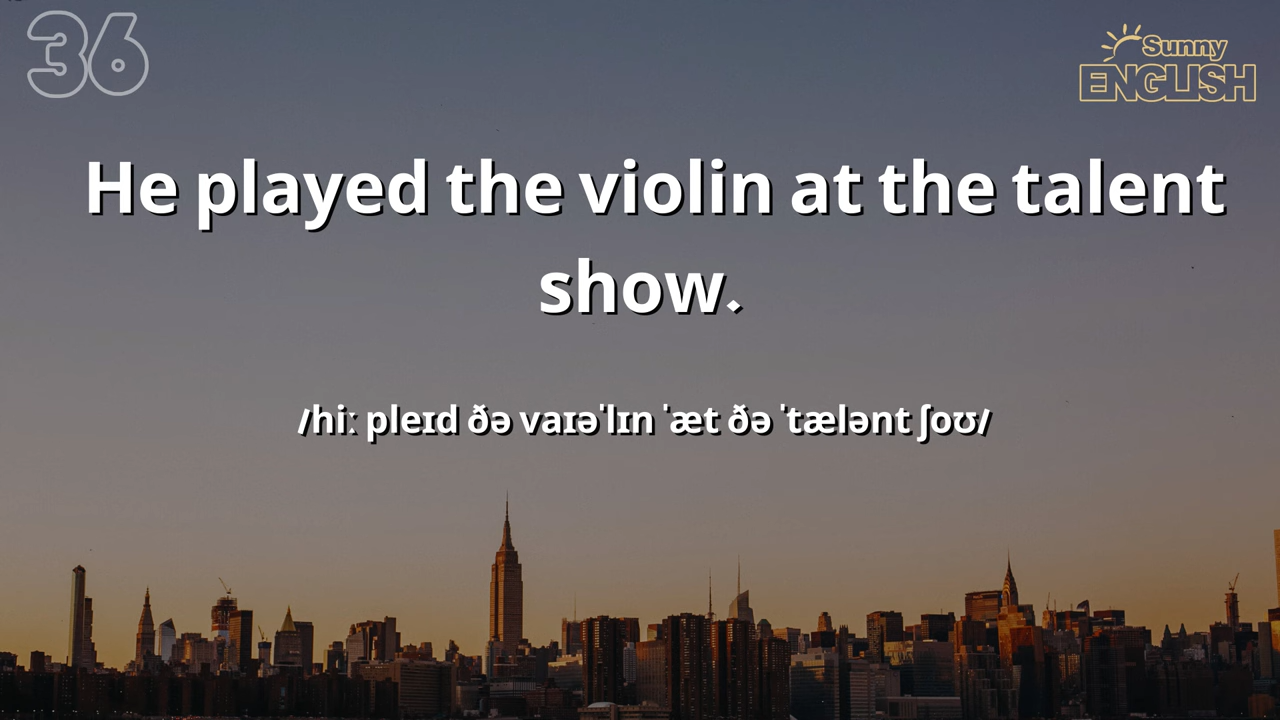 36
Sunny
ENGLISH
He played the violin at the talent
show.
/hiː pleɪd ðə vaɪəˈlɪn ˈæt ðə ˈtælənt ʃoʊ/